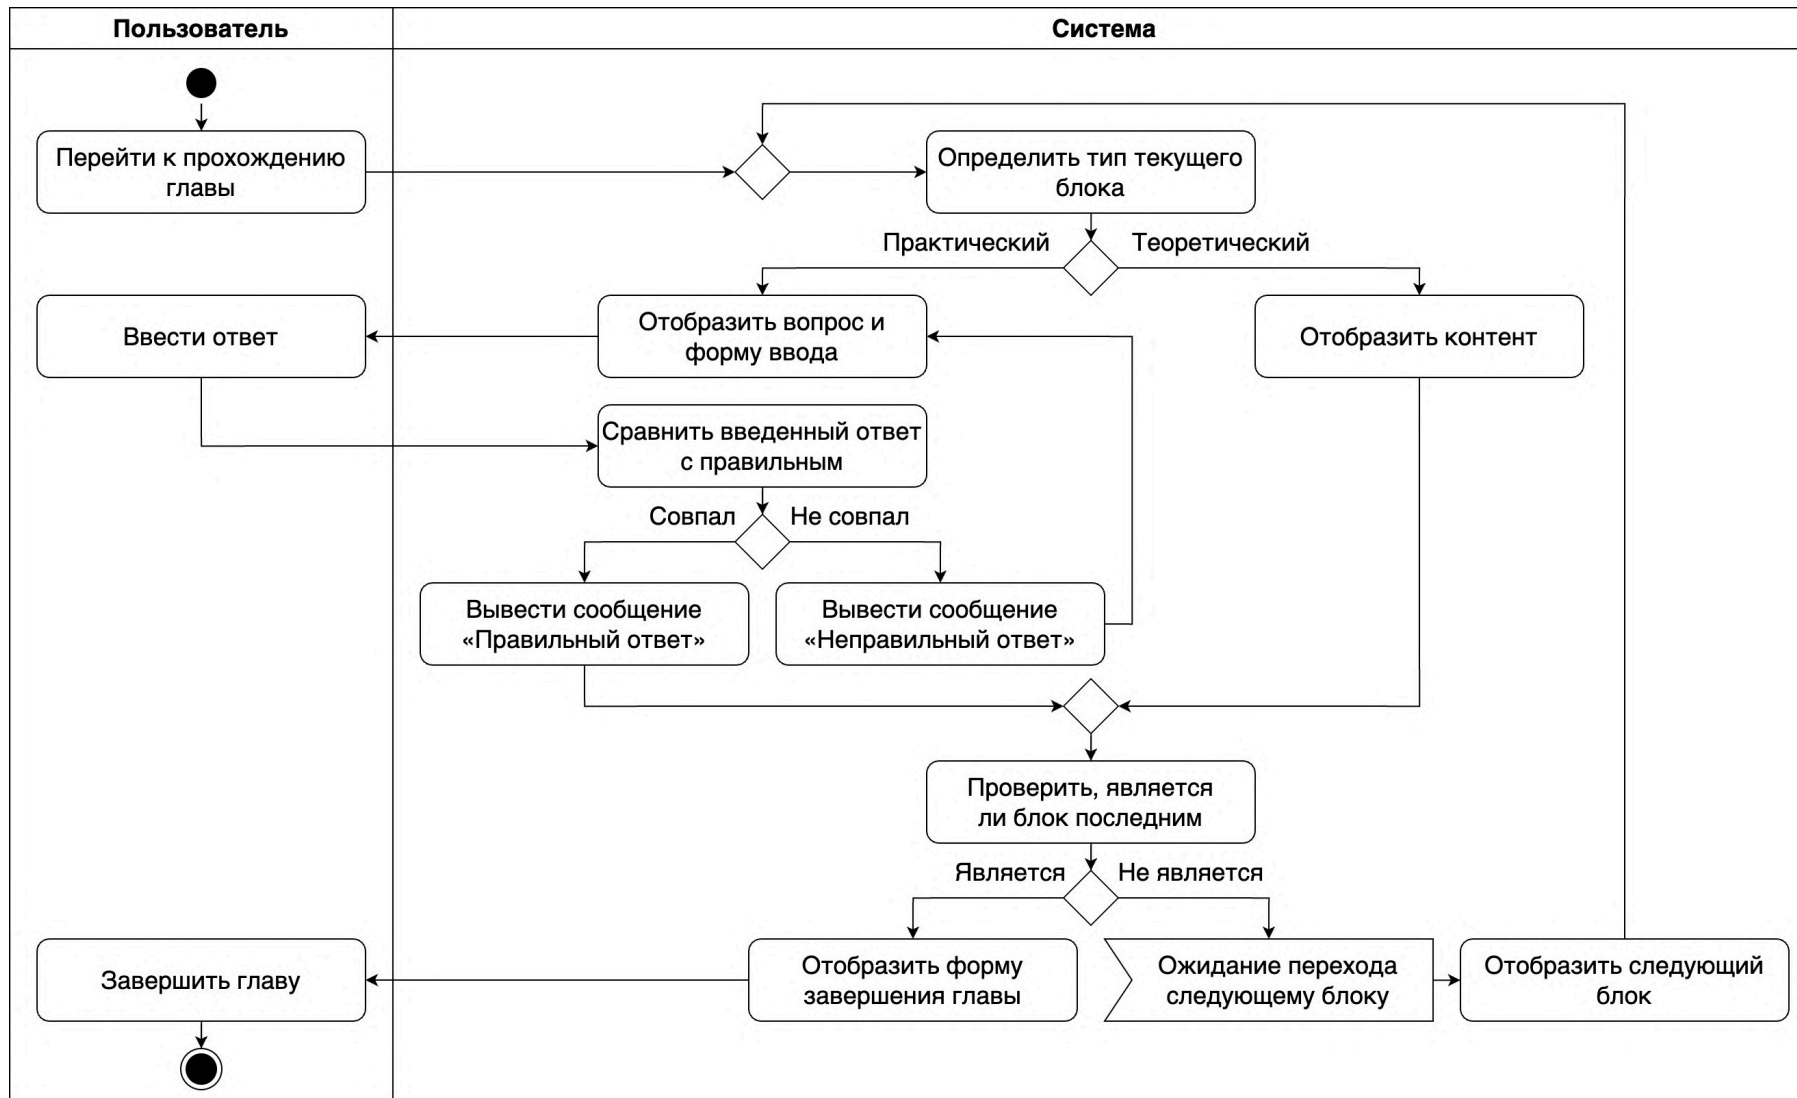 Пользователь
Система
Перейти к прохождению
главы
Определить тип текущего
блока
Практический
Теоретический
Ввести ответ
Отобразить вопрос и
форму ввода
Отобразить контент
Сравнить введенный ответ
с правильным
Совпал
Не совпал
Вывести сообщение
«Правильный ответ»
Вывести сообщение
«Неправильный ответ»
Проверить, является
ли блок последним
Является
Не является
Завершить главу
Отобразить форму
завершения главы
Ожидание перехода
следующему блоку
Отобразить следующий
блок